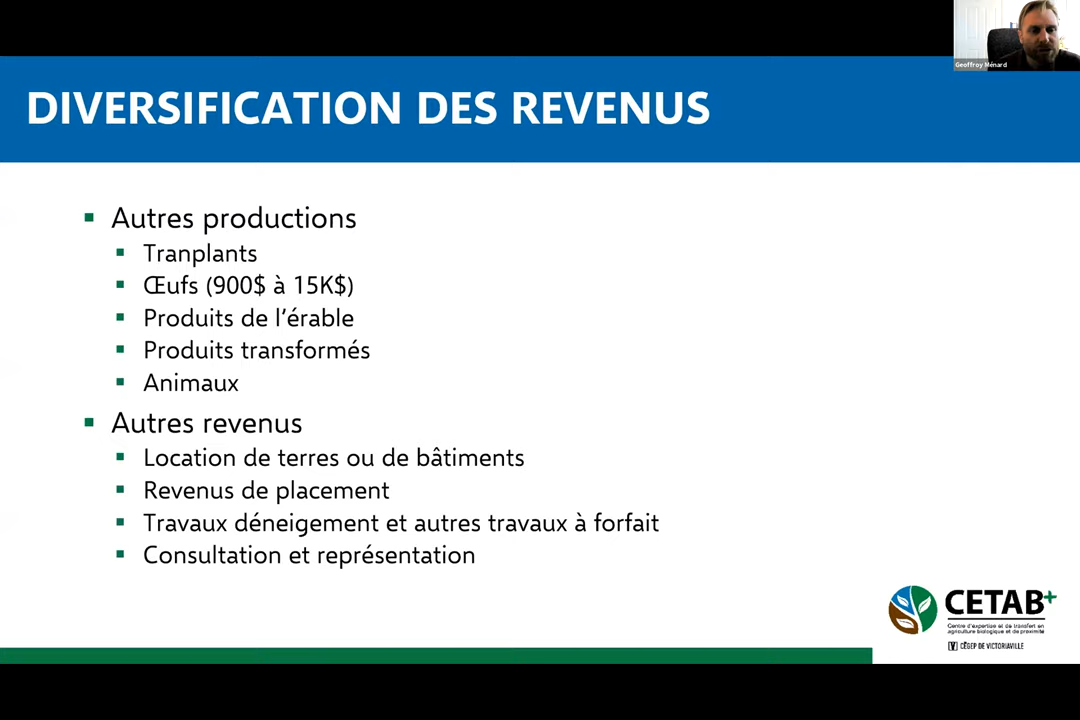 Geoffroy Ménard
DIVERSIFICATION DES REVENUS
▪ Autres productions
▪ Tranplants
▪ Œufs (900$ à 15K$)
▪ Produits de l’érable
▪ Produits transformés
▪ Animaux
▪ Autres revenus
▪ Location de terres ou de bâtiments
▪ Revenus de placement
▪ Travaux déneigement et autres travaux à forfait
▪ Consultation et représentation
CETAB+
Centre d'expertise et de transfert en
agriculture biologique et de proximité
CÉGEP DE VICTORIAVILLE